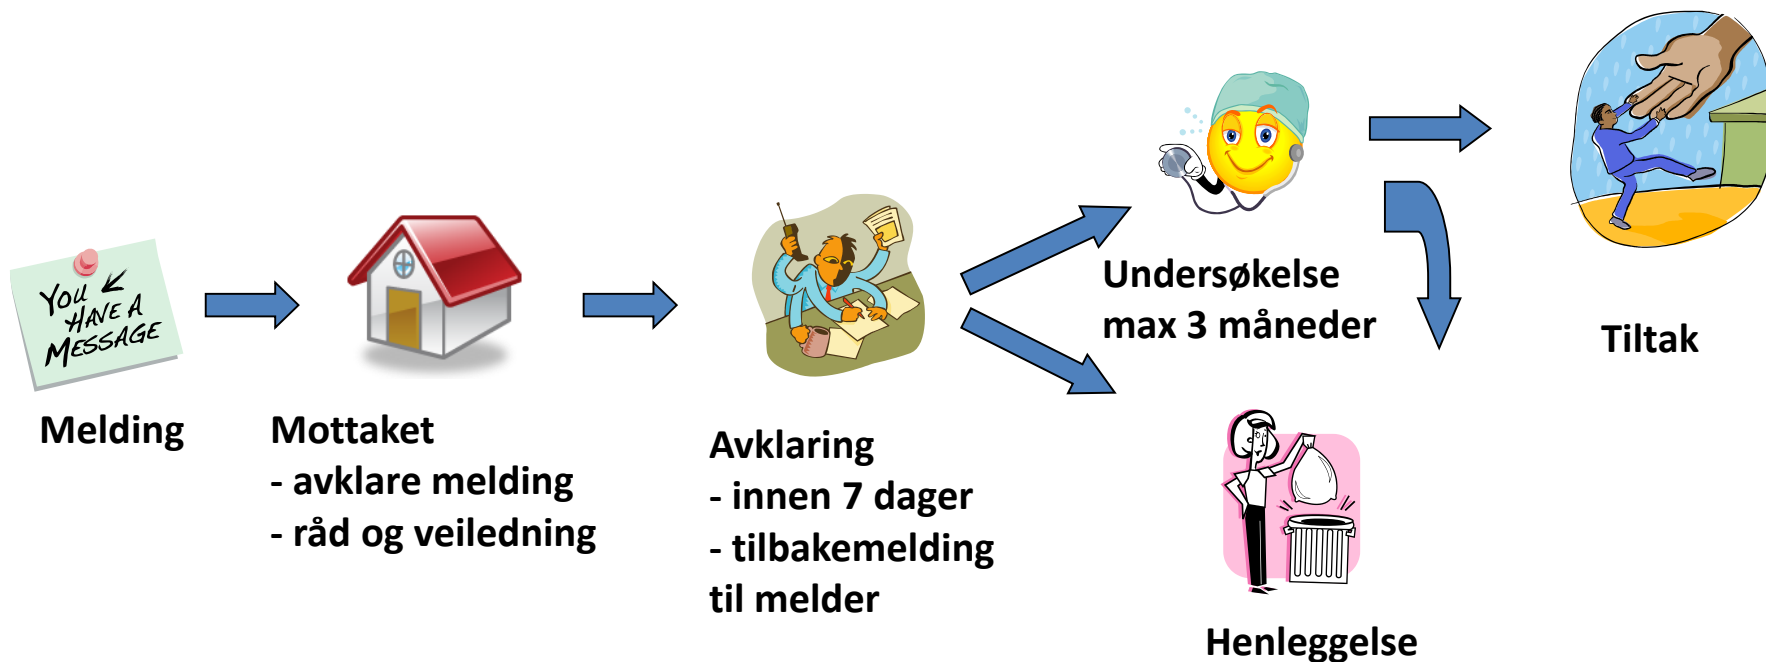 YOU
HAVE A
MESSAGE
Melding
Mottaket
- avklare melding
- råd og veiledning
Avklaring
- innen 7 dager
- tilbakemelding
til melder
Undersøkelse
max 3 måneder
Henleggelse
Tiltak